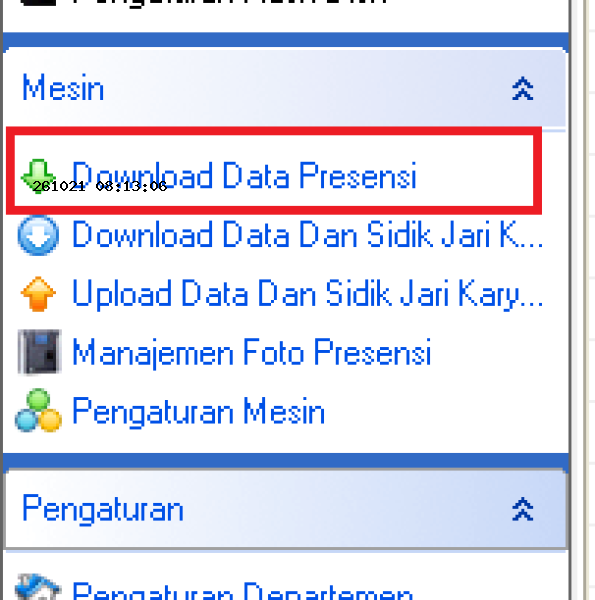 Mesin
Download Data Presensi
261021 08:13:06
Download Data Dan Sidik Jari K...
Upload Data Dan Sidik Jari Kary...
Manajemen Foto Presensi
Pengaturan Mesin
Pengaturan
Pengaturan Departemen